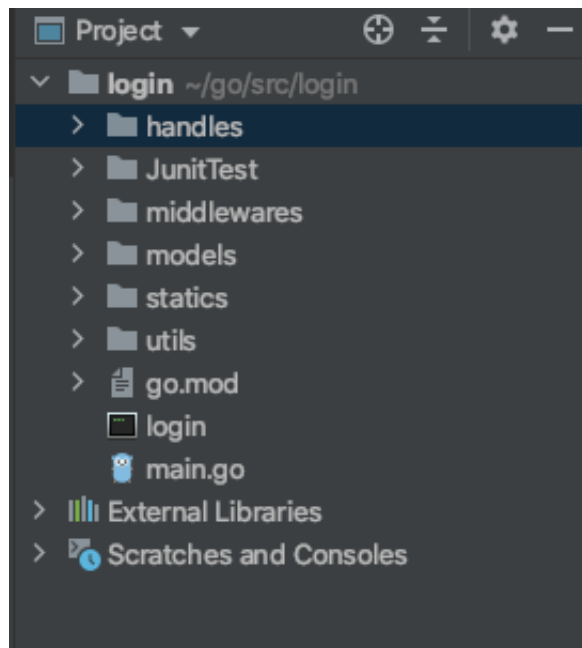 Project
login ~/go/src/login
handles
JunitTest
middlewares
models
statics
utils
go.mod
login
main.go
External Libraries
Scratches and Consoles